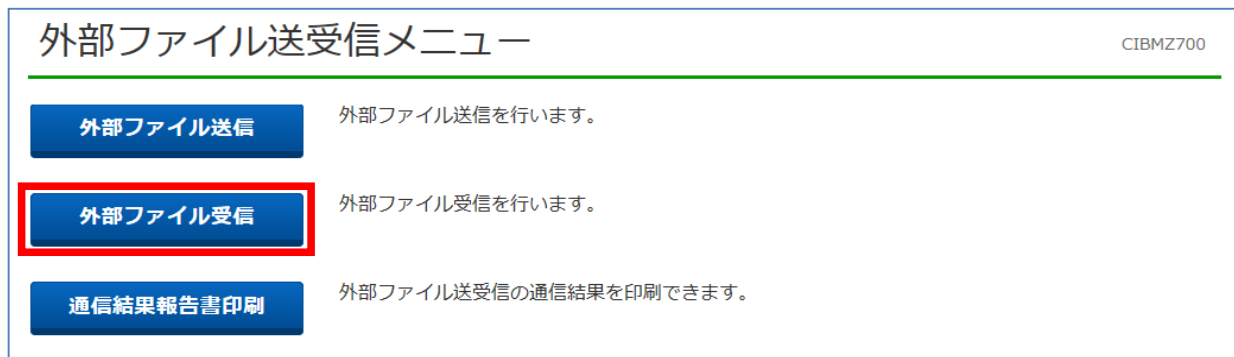 外部ファイル送受信メニュー
CIBMZ700
外部ファイル送信
外部ファイル送信を行います。
外部ファイル受信
外部ファイル受信を行います。
通信結果報告書印刷
外部ファイル送受信の通信結果を印刷できます。